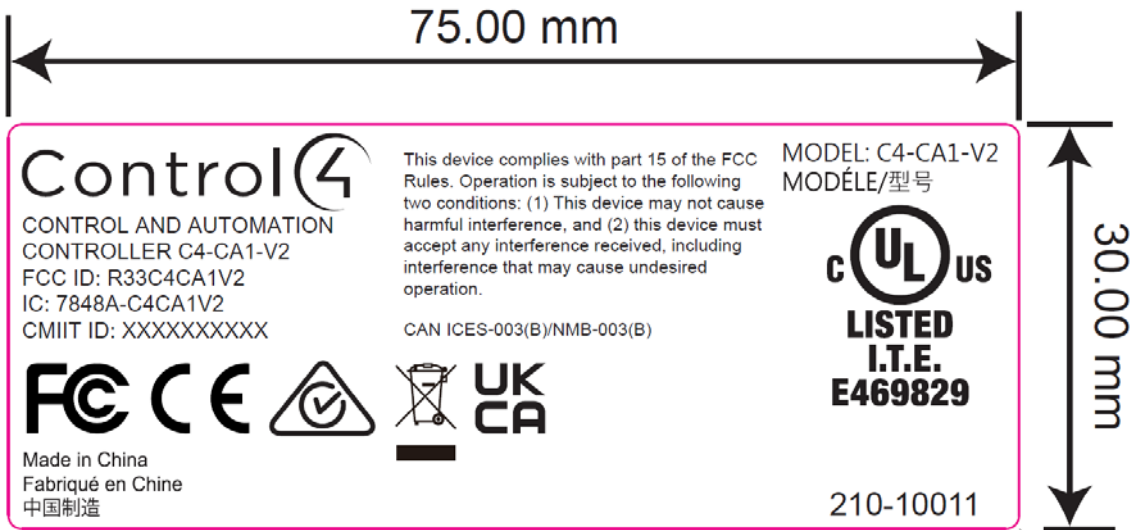 75.00 mm
Control4
CONTROL AND AUTOMATION
CONTROLLER C4-CA1-V2
FCC ID: R33C4CA1V2
IC: 7848A-C4CA1V2
CMIIT ID: XXXXXXXXXX
FC CE
Made in China
Fabriqué en Chine
中国制造
This device complies with part 15 of the FCC
Rules. Operation is subject to the following
two conditions: (1) This device may not cause
harmful interference, and (2) this device must
accept any interference received, including
interference that may cause undesired
operation.
CAN ICES-003(B)/NMB-003(B)
UK
CA
MODEL: C4-CA1-V2
MODÉLE/型号
C UL US
LISTED
I.T.E.
E469829
210-10011
30.00 mm